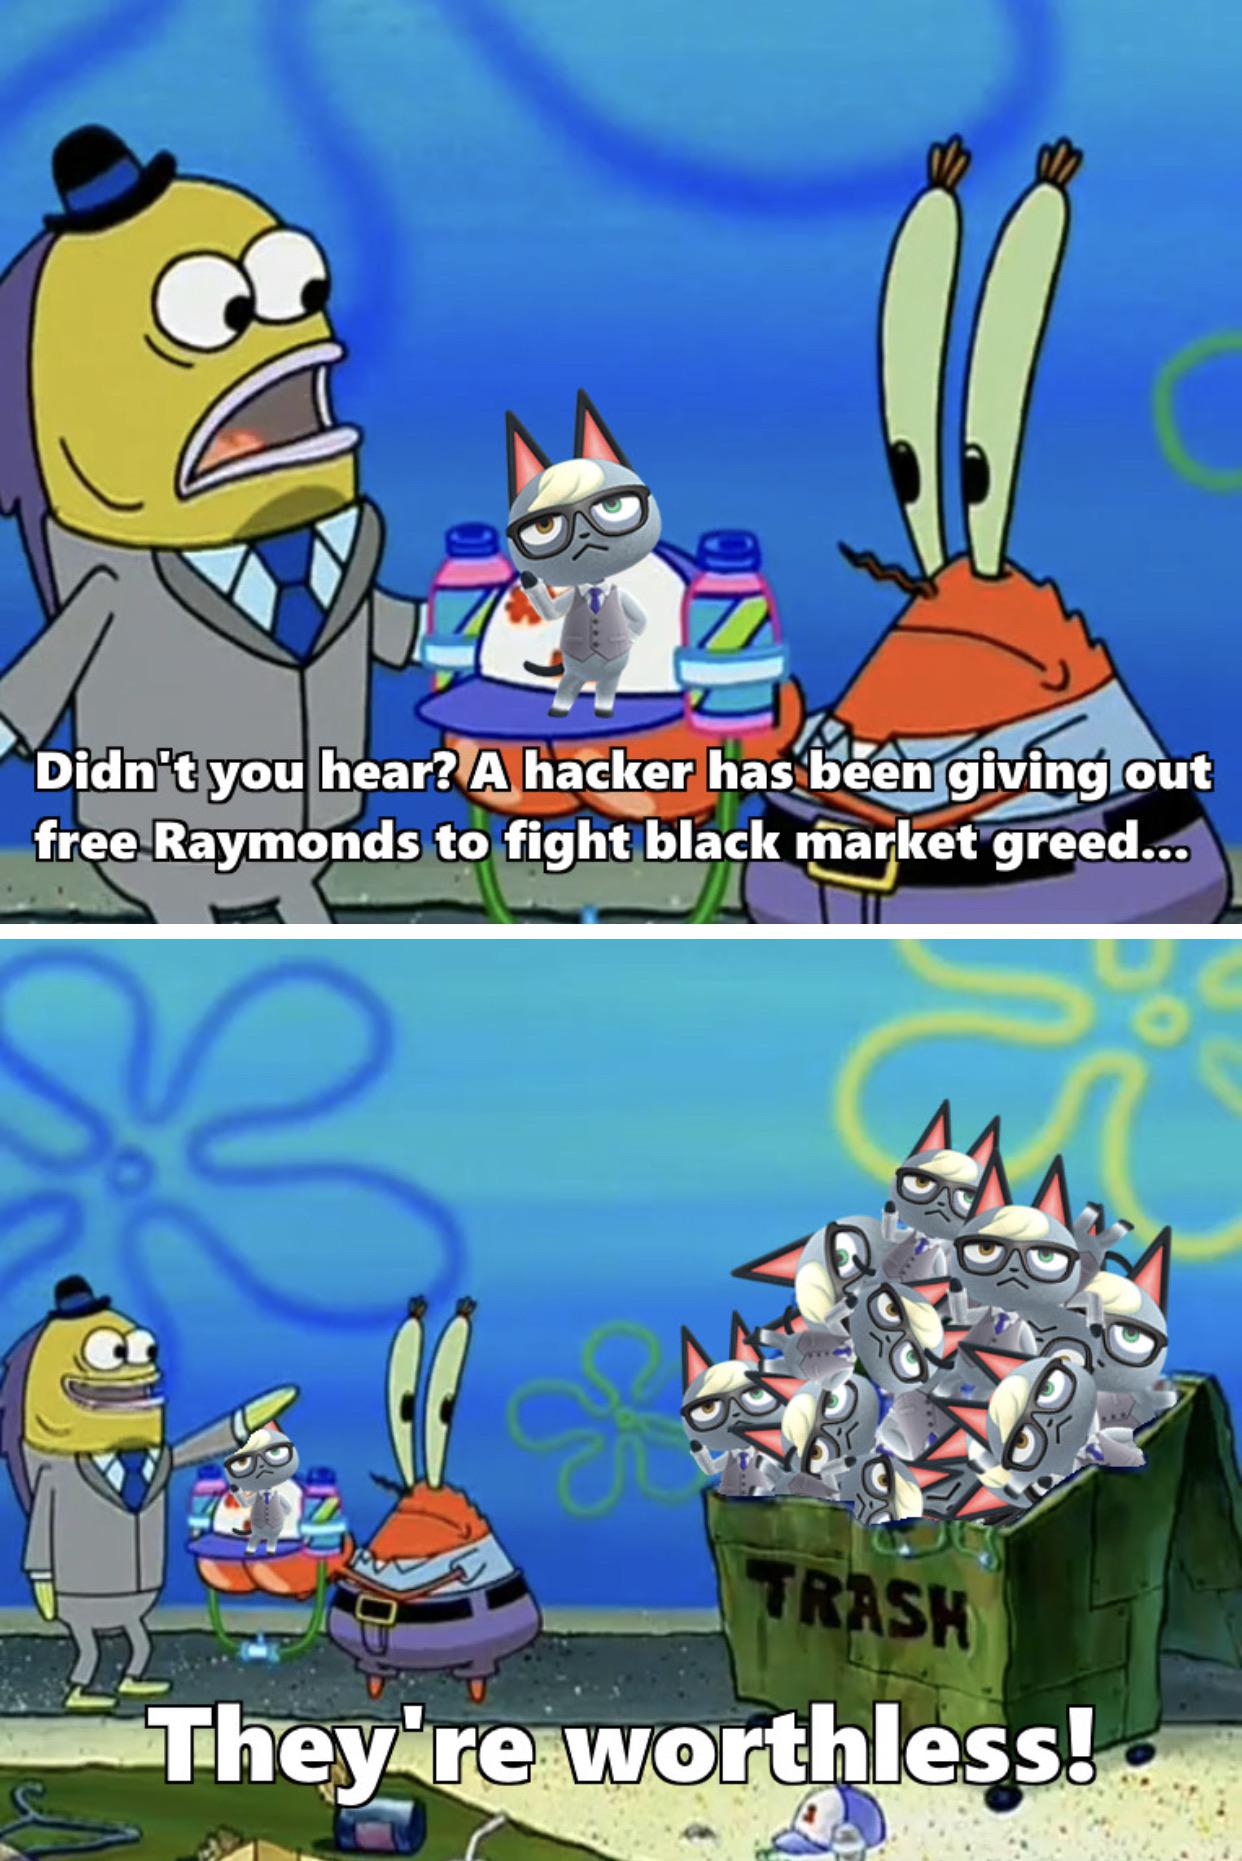 Didn't you hear? A hacker has been giving out
free Raymonds to fight black market greed...
TRASH
They're worthless!